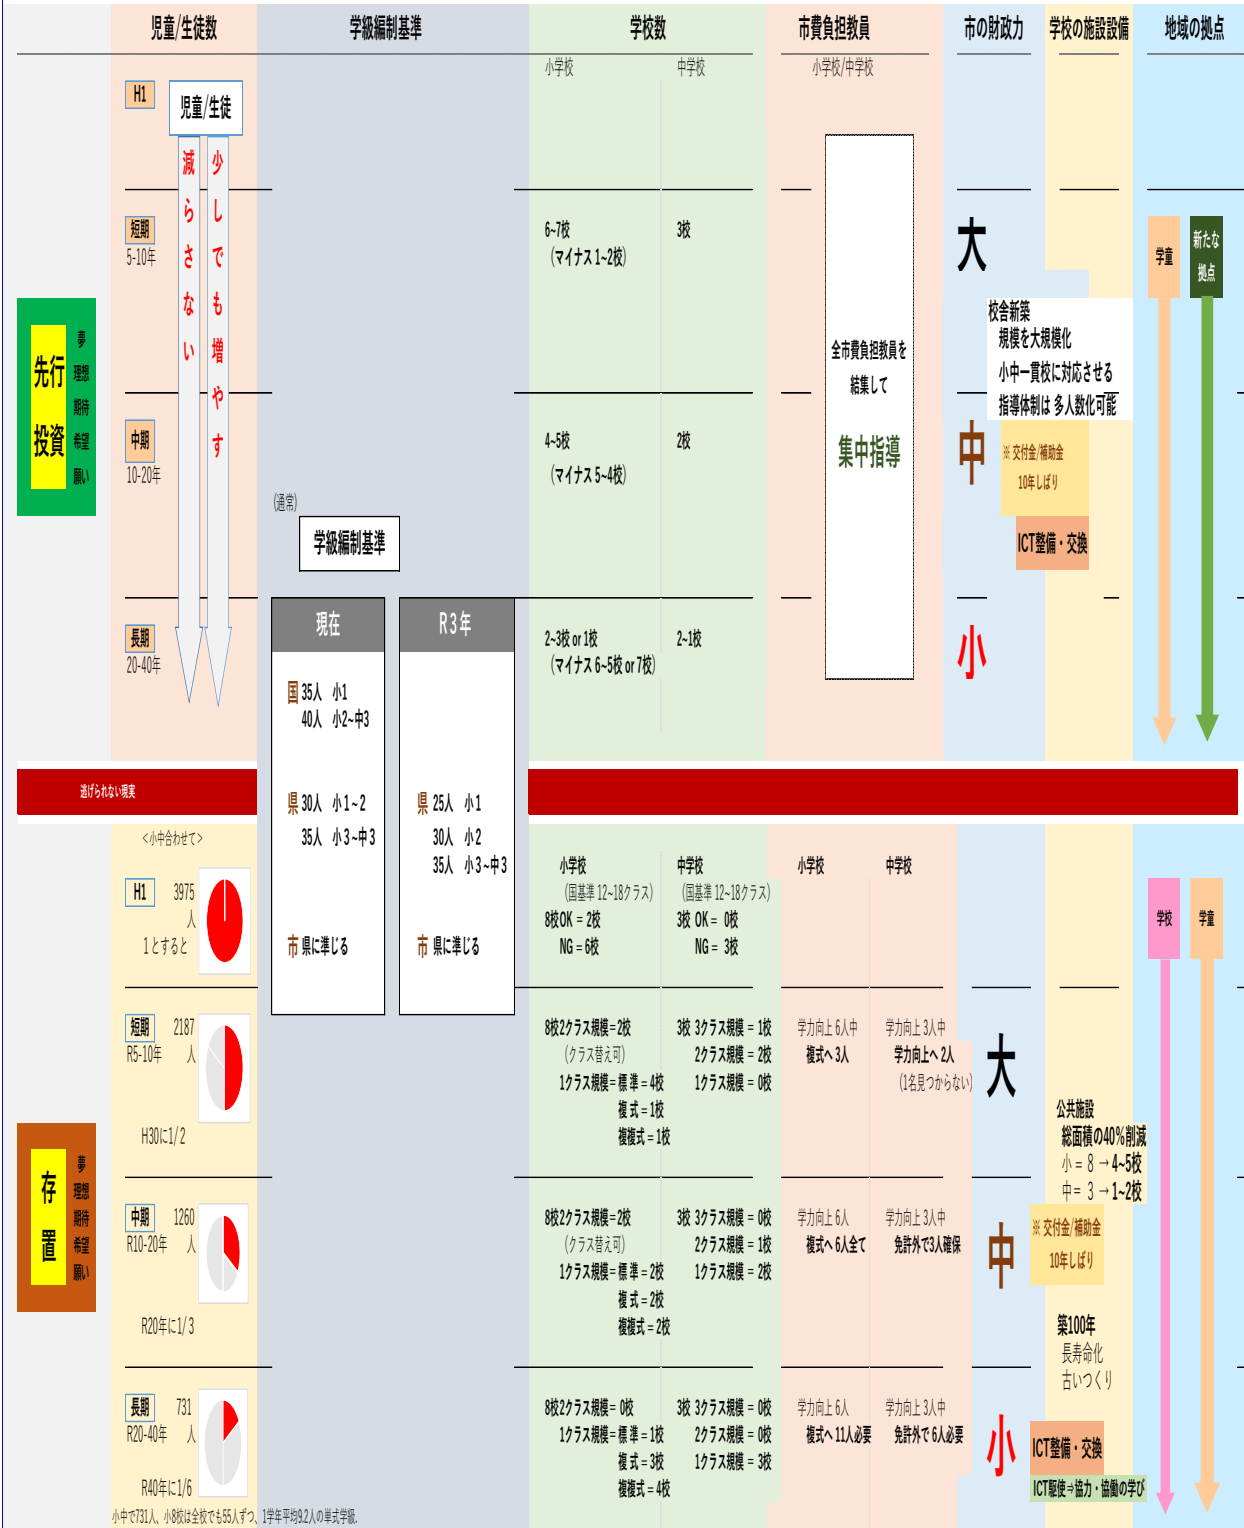 児童/生徒数
学級編制基準
学校数
市費負担教員
市の財政力
学校の施設設備
地域の拠点
小学校
中学校
小学校/中学校
H1
児童/生徒
減らさない
少しでも増やす
短期
5-10年
6~7校
（マイナス 1~2校）
3校
大
学童
新たな
拠点
先行
投資
夢
理想
期待
希望
願い
校舎新築
規模を大規模化
小中一貫校に対応させる
指導体制は 多人数化可能
全市費負担教員を
結集して
集中指導
中期
10-20年
4~5校
（マイナス 5~4校）
2校
中
※ 交付金/補助金
10年しばり
ICT整備・交換
(通常)
学級編制基準
長期
20-40年
2~3校 or 1校
（マイナス 6~5校 or 7校）
2~1校
小
現在
国 35人 小1
40人 小2~中3
県 30人 小１~２
35人 小３~中３
市 県に準じる
R３年
県 25人 小1
30人 小2
35人 小３~中3
市 県に準じる
逃げられない現実
＜小中合わせて＞
H1 3975
人
１とすると
小学校
（国基準 12~18クラス）
8校OK = 2校
NG = 6校
中学校
（国基準 12~18クラス）
3校 OK = 0校
NG = 3校
小学校
中学校
学校
学童
短期 2187
R5-10年 人
H30に1/2
8校2クラス規模=2校
（クラス替え可）
1クラス規模= 標 準 = 4校
複 式 = 1校
複複式 = 1校
3校 3クラス規模 = 1校
2クラス規模 = 2校
1クラス規模 = 0校
学力向上 6人中
複式へ 3人
学力向上 3人中
学力向上へ 2人
（1名見つからない）
大
公共施設
総面積の40%削減
小 = ８ → 4~5校
中 = ３ → 1~2校
存
置
夢
理想
期待
希望
願い
中期 1260
R10-20年 人
R20年に1/3
8校2クラス規模=2校
（クラス替え可）
1クラス規模= 標 準 = 2校
複 式 = 2校
複複式 = 2校
3校 3クラス規模 = 0校
2クラス規模 = 1校
1クラス規模 = 2校
学力向上 6人
複式へ 6人全て
学力向上 3人中
免許外で3人確保
中
※ 交付金/補助金
10年しばり
築100年
長寿命化
古いつくり
長期 731
R20-40年 人
R40年に1/6
8校2クラス規模= 0校
1クラス規模= 標 準 = 1校
複 式 = 3校
複複式 = 4校
3校 3クラス規模 = 0校
2クラス規模 = 0校
1クラス規模 = 3校
学力向上 6人
複式へ 11人必要
学力向上 3人中
免許外で 6人必要
小
ICT整備・交換
ICT駆使⇒協力・協働の学び
小中で731人、小8校は全校でも55人ずつ、1学年平均9.2人の単式学級.